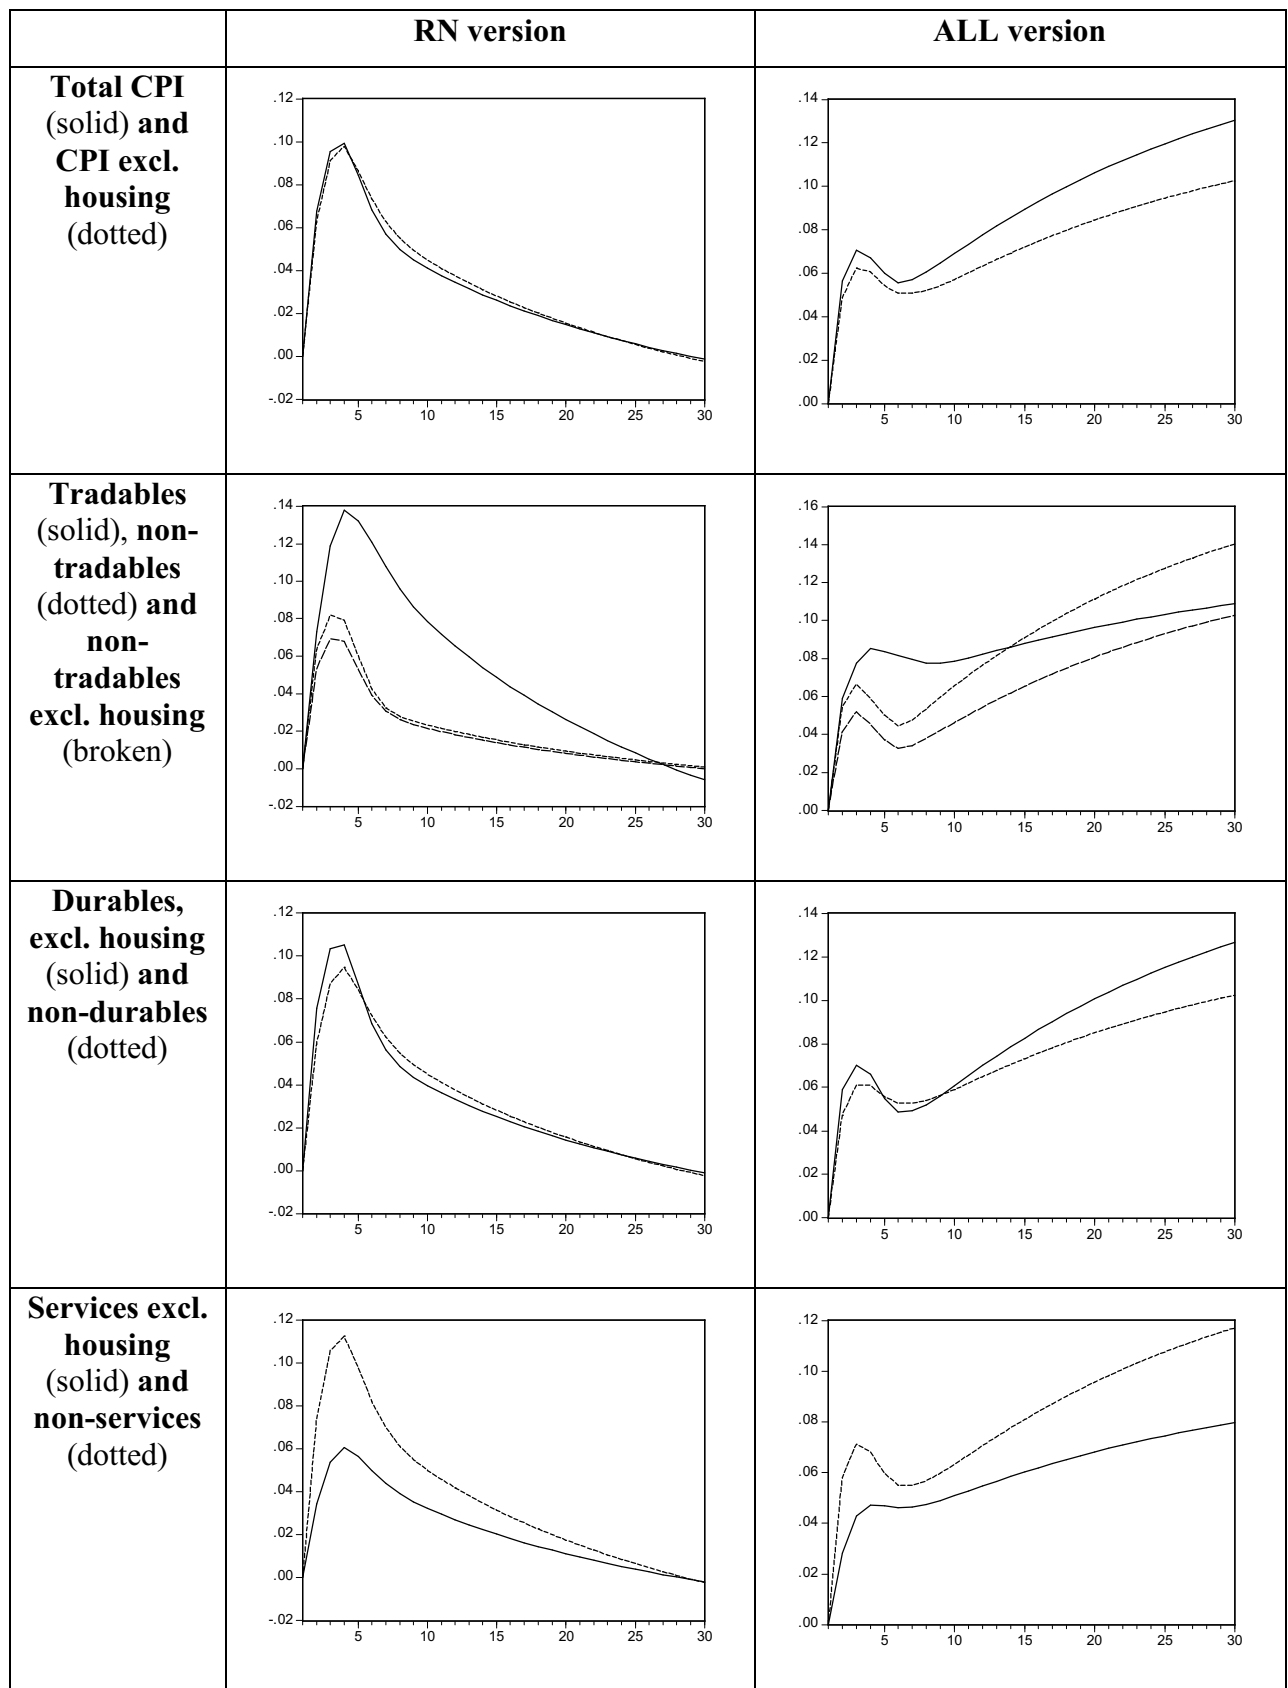 RN version
ALL version
Total CPI
(solid) and
CPI excl.
housing
(dotted)
.12
.10
.08
.06
.04
.02
.00
-.02
5 10 15 20 25 30
.14
.12
.10
.08
.06
.04
.02
.00
5 10 15 20 25 30
Tradables
(solid), non-
tradables
(dotted) and
non-
tradables
excl. housing
(broken)
.14
.12
.10
.08
.06
.04
.02
.00
-.02
5 10 15 20 25 30
.16
.14
.12
.10
.08
.06
.04
.02
.00
5 10 15 20 25 30
Durables,
excl. housing
(solid) and
non-durables
(dotted)
.12
.10
.08
.06
.04
.02
.00
-.02
5 10 15 20 25 30
.14
.12
.10
.08
.06
.04
.02
.00
5 10 15 20 25 30
Services excl.
housing
(solid) and
non-services
(dotted)
.12
.10
.08
.06
.04
.02
.00
-.02
5 10 15 20 25 30
.12
.10
.08
.06
.04
.02
.00
5 10 15 20 25 30